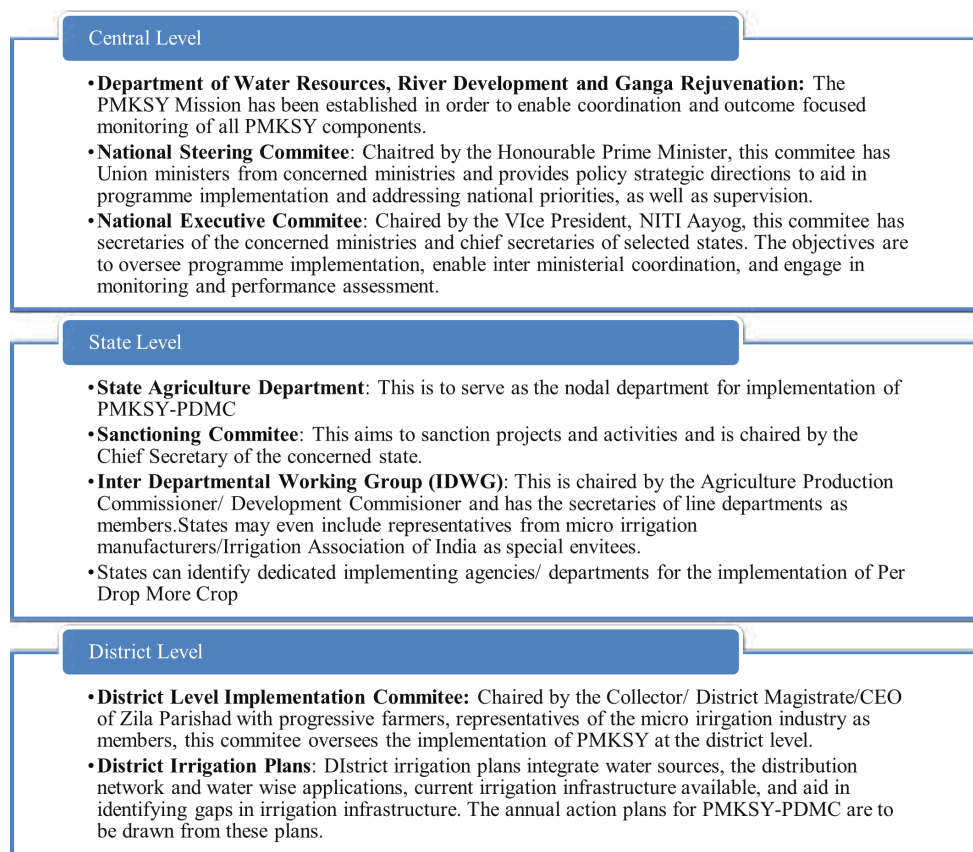 Central Level
•Department of Water Resources, River Development and Ganga Rejuvenation: The
PMKSY Mission has been established in order to enable coordination and outcome focused
monitoring of all PMKSY components.
•National Steering Commitee: Chaitred by the Honourable Prime Minister, this commitee has
Union ministers from concerned ministries and provides policy strategic directions to aid in
programme implementation and addressing national priorities, as well as supervision.
•National Executive Commitee: Chaired by the VIce President, NITI Aayog, this commitee has
secretaries of the concerned ministries and chief secretaries of selected states. The objectives are
to oversee programme implementation, enable inter ministerial coordination, and engage in
monitoring and performance assessment.
State Level
•State Agriculture Department: This is to serve as the nodal department for implementation of
PMKSY-PDMC
•Sanctioning Commitee: This aims to sanction projects and activities and is chaired by the
Chief Secretary of the concerned state.
•Inter Departmental Working Group (IDWG): This is chaired by the Agriculture Production
Commissioner/ Development Commisioner and has the secretaries of line departments as
members.States may even include representatives from micro irrigation
manufacturers/Irrigation Association of India as special envitees.
•States can identify dedicated implementing agencies/ departments for the implementation of Per
Drop More Crop
District Level
•District Level Implementation Commitee: Chaired by the Collector/ District Magistrate/CEO
of Zila Parishad with progressive farmers, representatives of the micro irirgation industry as
members, this commitee oversees the implementation of PMKSY at the district level.
•District Irrigation Plans: DIstrict irrigation plans integrate water sources, the distribution
network and water wise applications, current irrigation infrastructure available, and aid in
identifying gaps in irrigation infrastructure. The annual action plans for PMKSY-PDMC are to
be drawn from these plans.